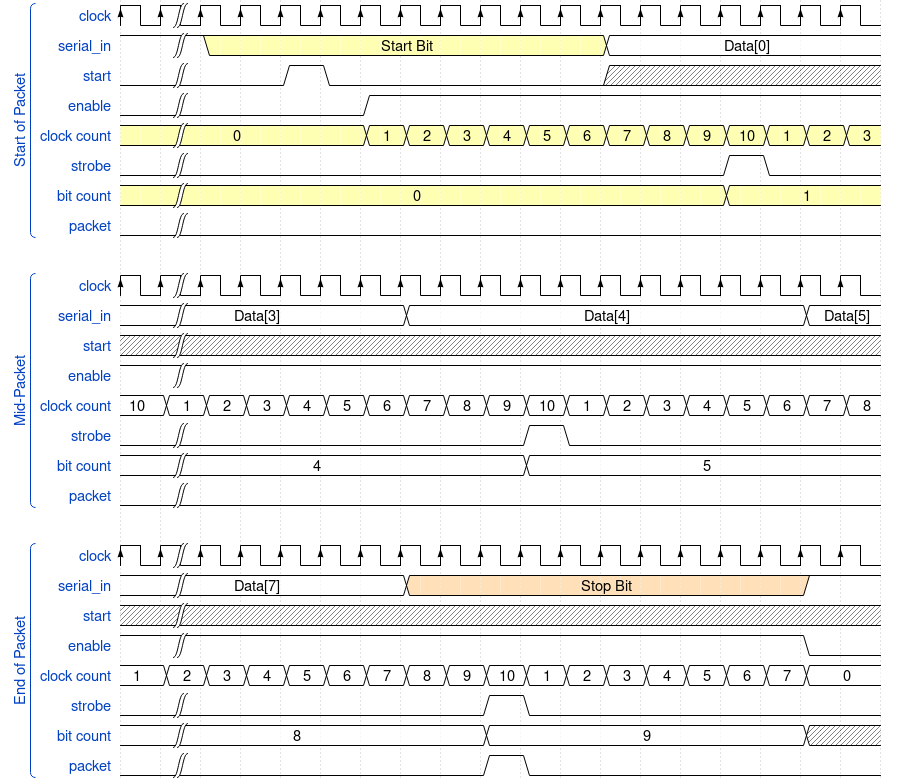 Start of Packet
clock
serial_in Start Bit Data[0]
start
enable
clock count 0 1 2 3 4 5 6 7 8 9 10 1 2 3
strobe
bit count 0 1
packet
Mid-Packet
clock
serial_in Data[3] Data[4] Data[5]
start
enable
clock count 10 1 2 3 4 5 6 7 8 9 10 1 2 3 4 5 6 7 8
strobe
bit count 4 5
packet
End of Packet
clock
serial_in Data[7] Stop Bit
start
enable
clock count 1 2 3 4 5 6 7 8 9 10 1 2 3 4 5 6 7 0
strobe
bit count 8 9
packet